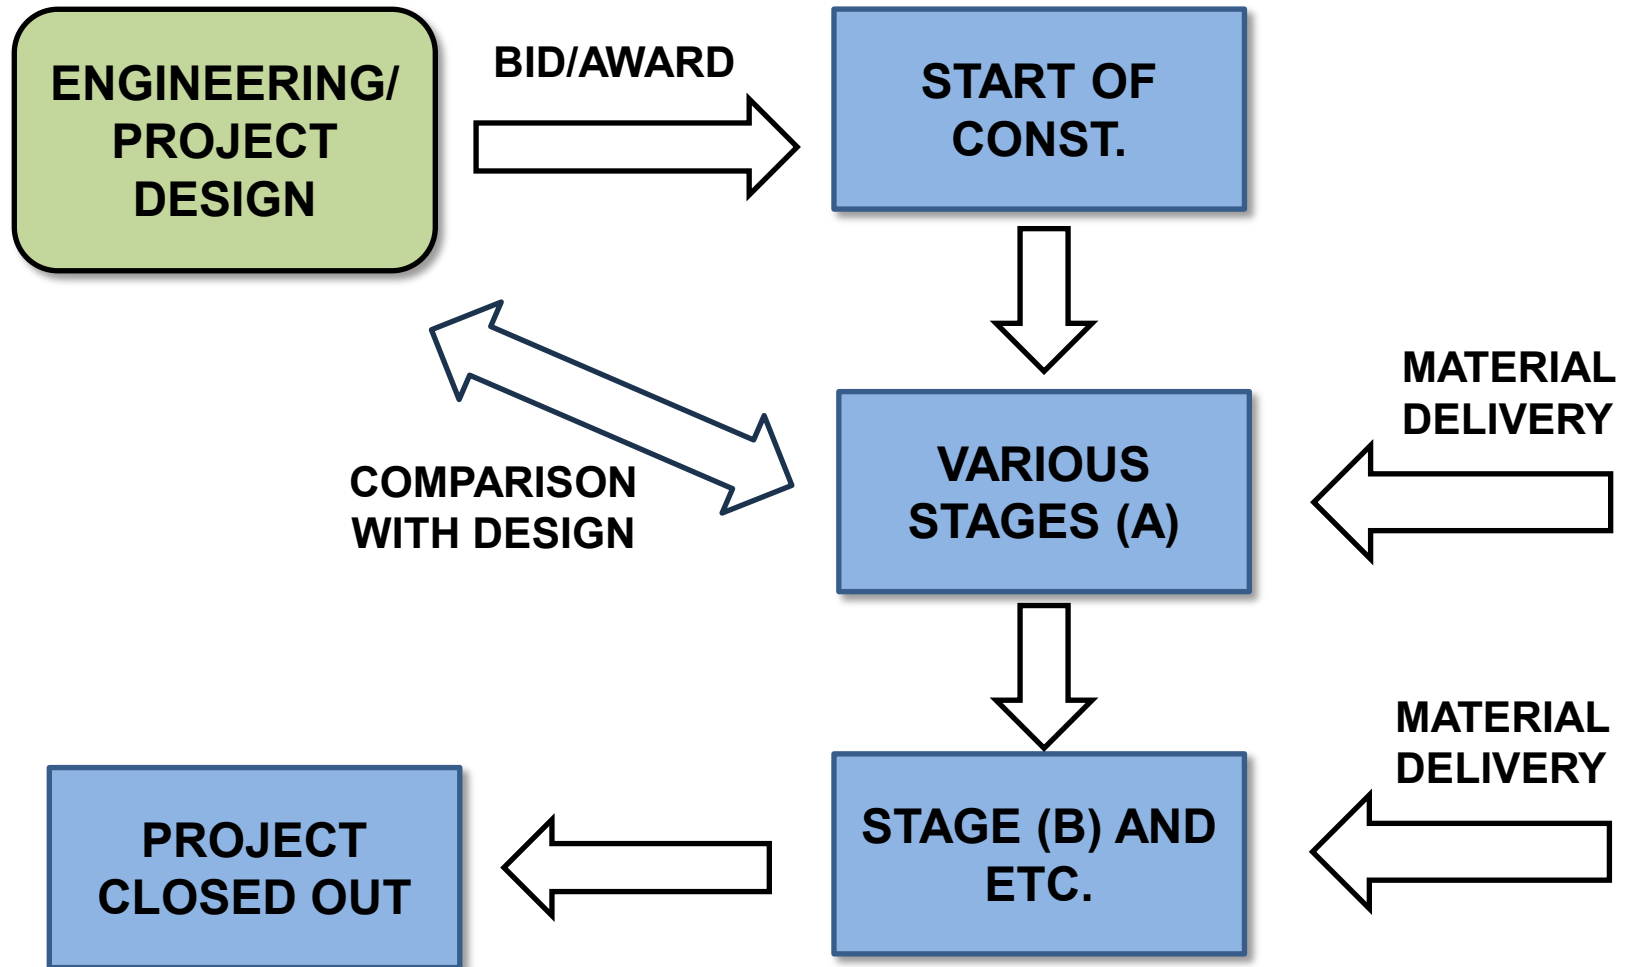 ENGINEERING/
PROJECT
DESIGN
BID/AWARD
START OF
CONST.
COMPARISON
WITH DESIGN
VARIOUS
STAGES (A)
MATERIAL
DELIVERY
PROJECT
CLOSED OUT
STAGE (B) AND
ETC.
MATERIAL
DELIVERY